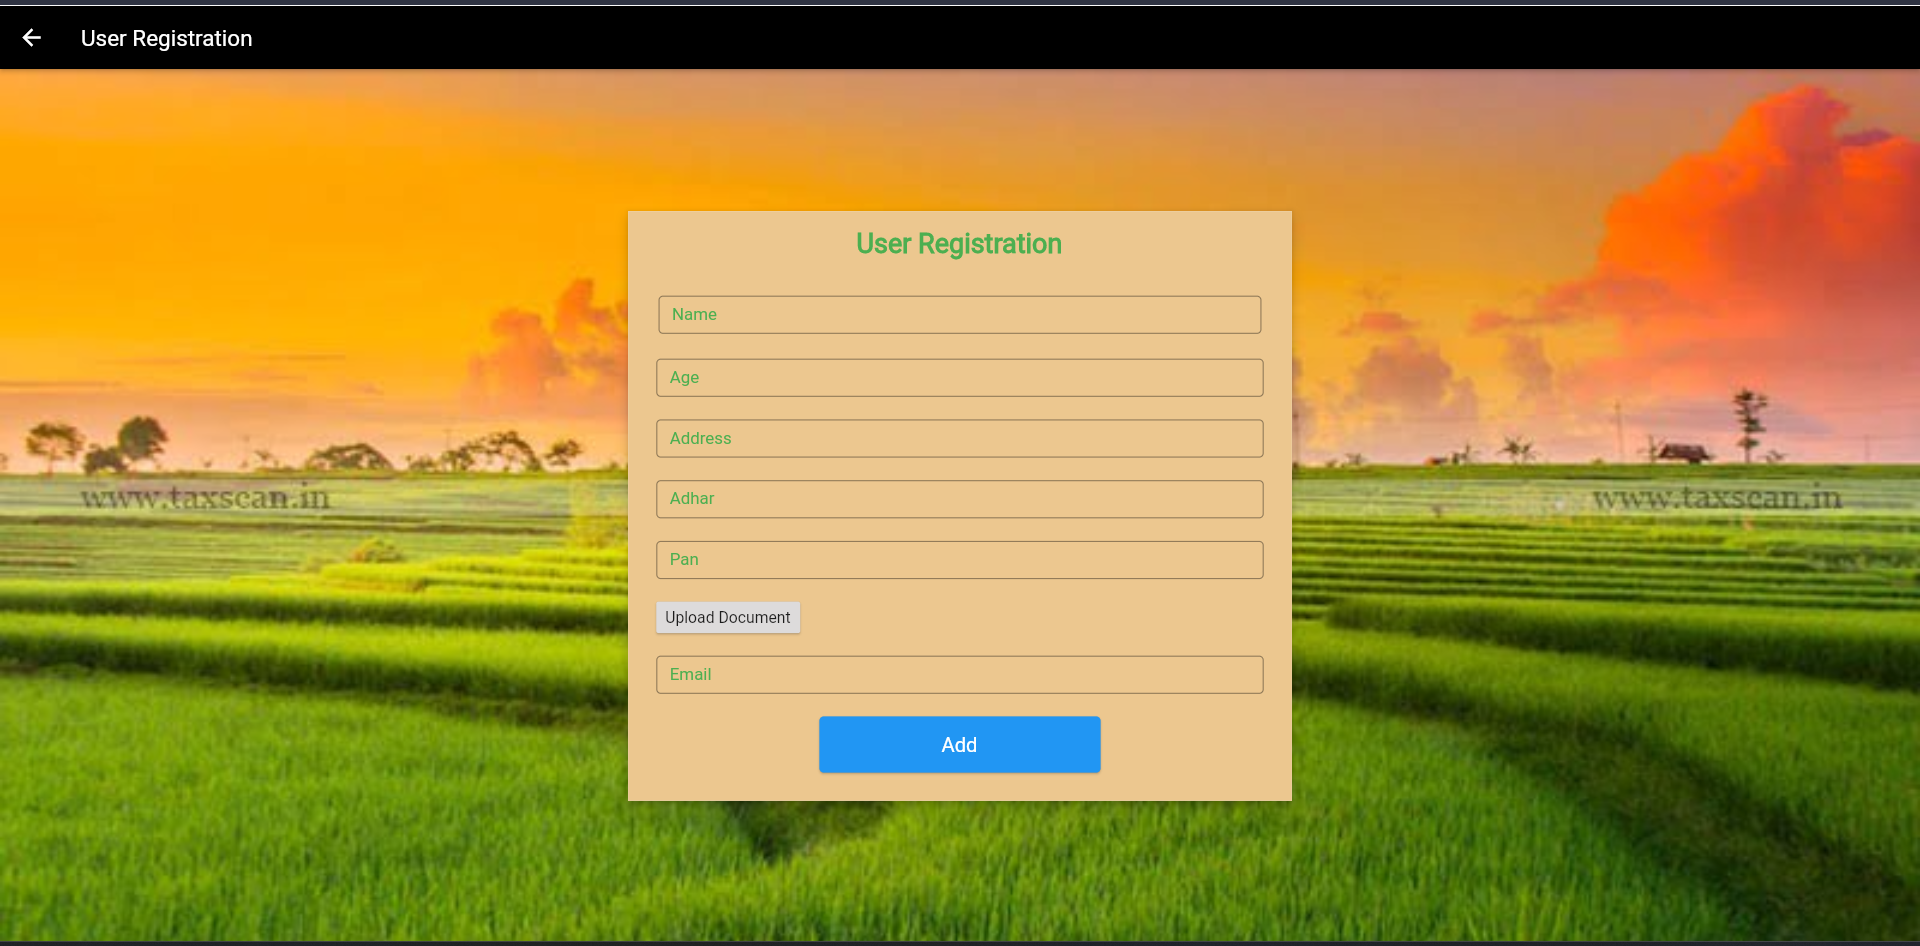 User Registration
User Registration
Name
Age
Address
www.taxscan.in
www.taxscan.in
Adhar
Pan
Upload Document
Email
Add